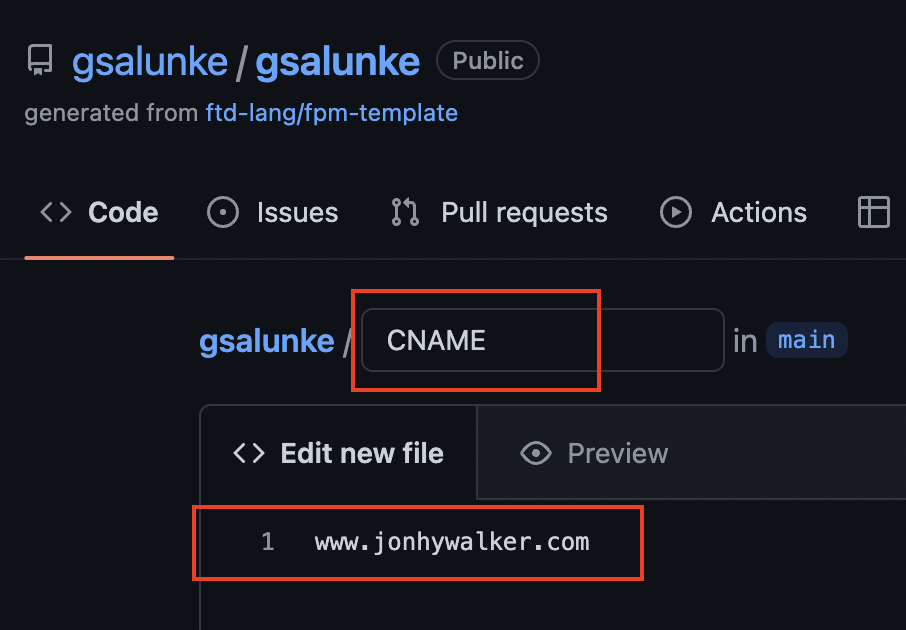 gsalunke / gsalunke Public
generated from ftd-lang/fpm-template
<> Code Issues Pull requests Actions
gsalunke / CNAME in main
<> Edit new file Preview
1 www.jonhywalker.com